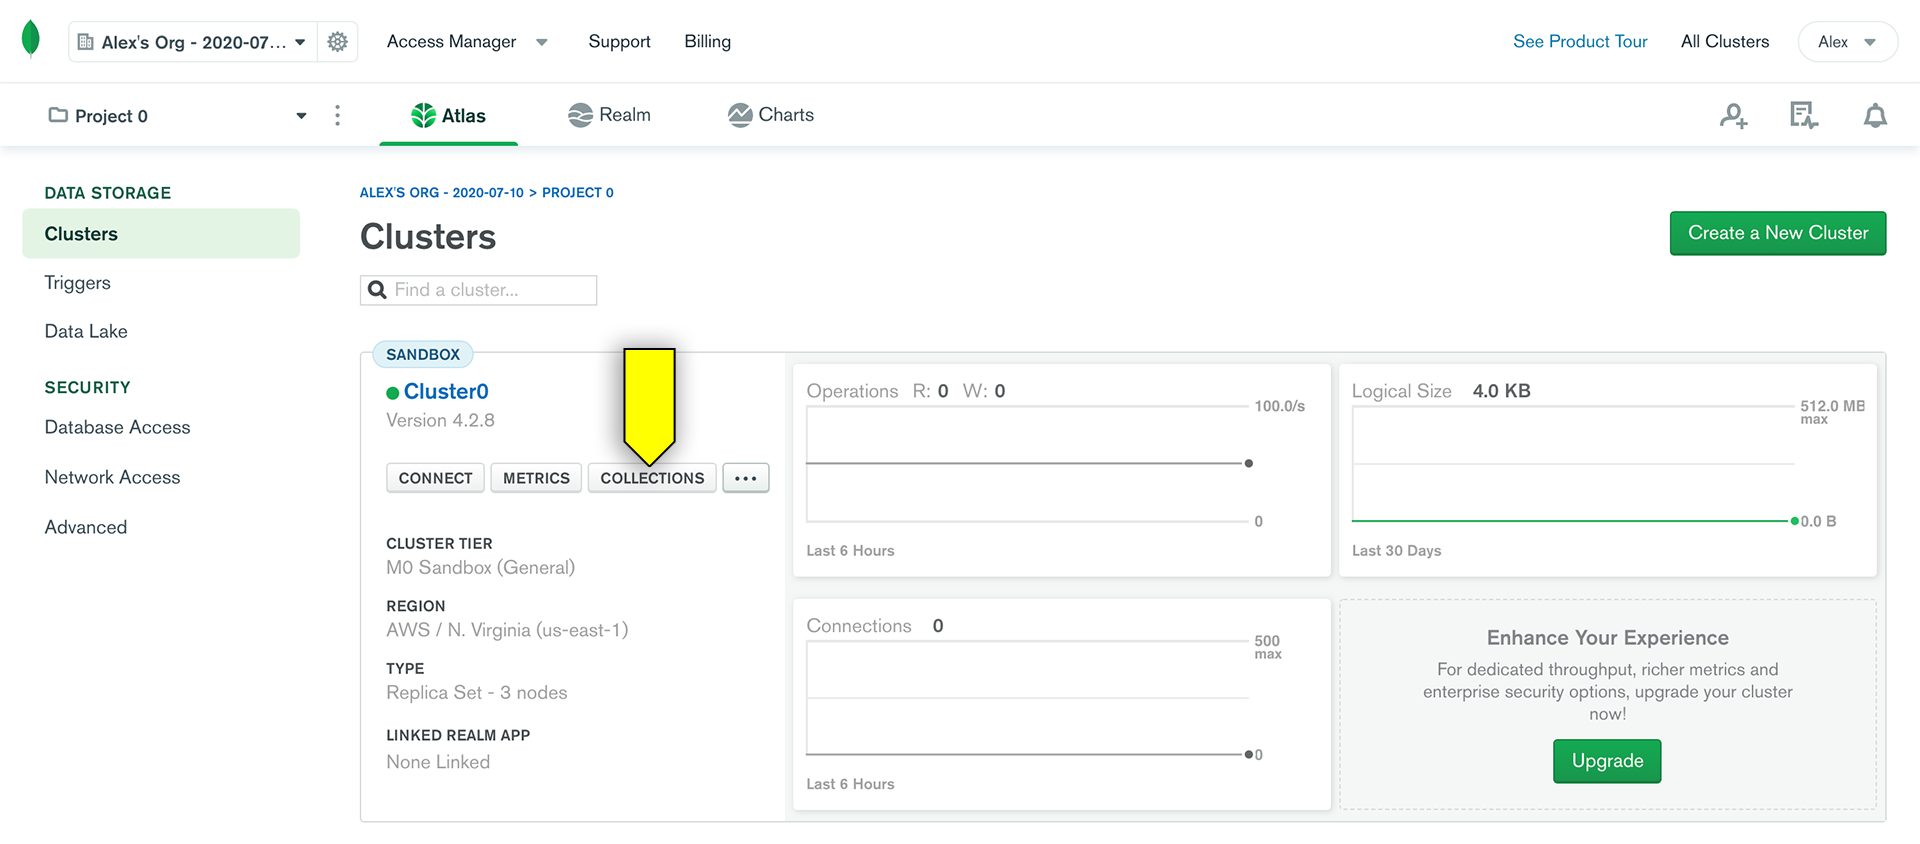 Alex's Org - 2020-07...
Access Manager
Support
Billing
See Product Tour
All Clusters
Alex
Project 0
Atlas
Realm
Charts
DATA STORAGE
Clusters
Triggers
Data Lake
SECURITY
Database Access
Network Access
Advanced
ALEX'S ORG - 2020-07-10 > PROJECT 0
Clusters
Create a New Cluster
Find a cluster...
SANDBOX
Cluster0
Version 4.2.8
CONNECT
METRICS
COLLECTIONS
...
CLUSTER TIER
M0 Sandbox (General)
REGION
AWS / N. Virginia (us-east-1)
TYPE
Replica Set - 3 nodes
LINKED REALM APP
None Linked
Operations R: 0 W: 0
100.0/s
0
Last 6 Hours
Logical Size 4.0 KB
512.0 MB
max
0.0 B
Last 30 Days
Connections 0
500
max
0
Last 6 Hours
Enhance Your Experience
For dedicated throughput, richer metrics and
enterprise security options, upgrade your cluster
now!
Upgrade